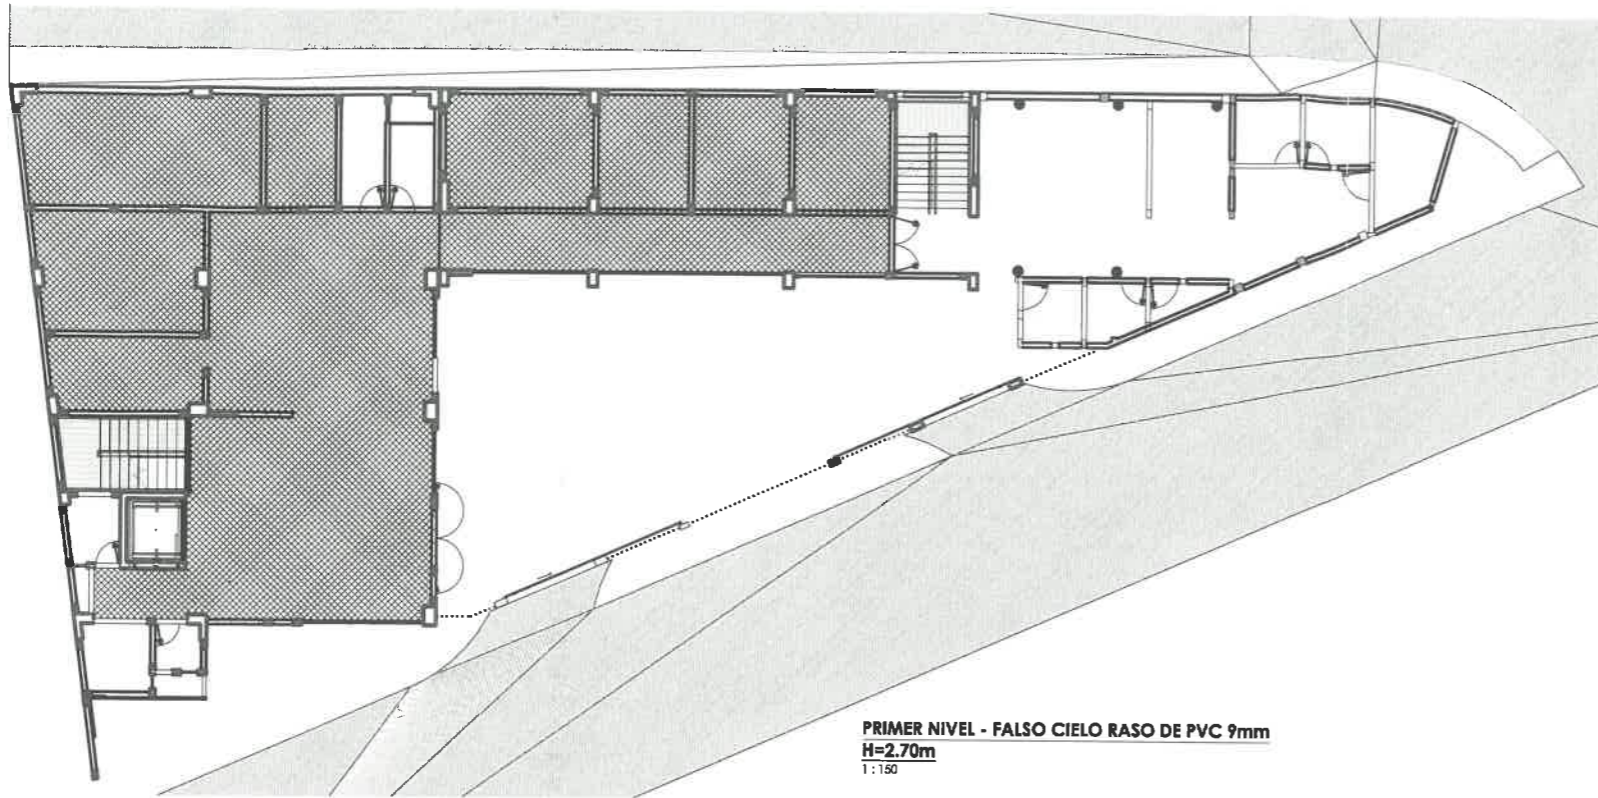 PRIMER NIVEL - FALSO CIELO RASO DE PVC 9mm
H=2.70m
1 : 150